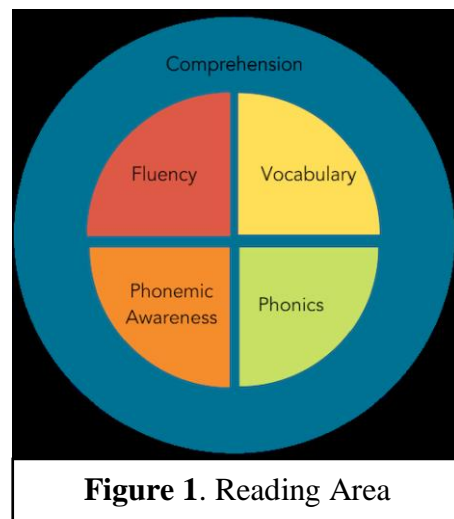 Comprehension
Fluency
Vocabulary
Phonemic
Awareness
Phonics
Figure 1. Reading Area